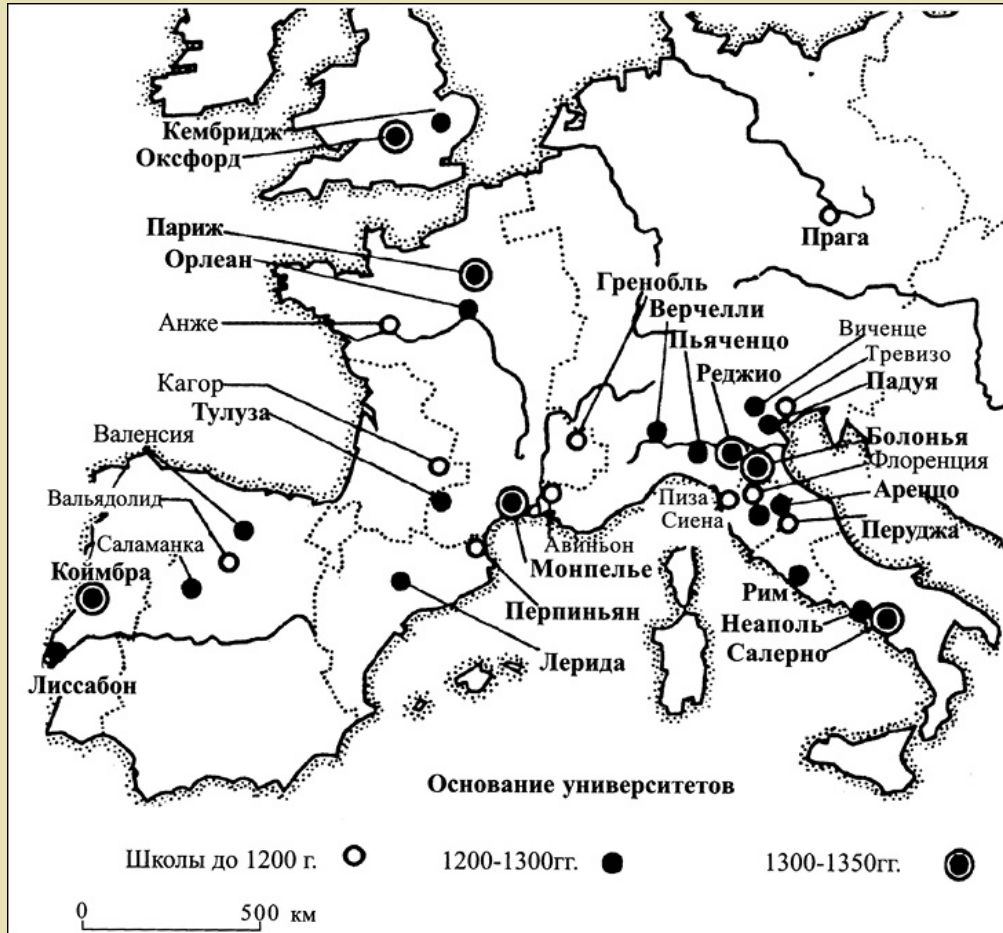 Кембридж
Оксфорд
Париж
Орлеан
Анже
Кагор
Тулуза
Валенсия
Вальядолид
Саламанка
Коймбра
Лиссабон
Прага
Гренобль
Верчелли
Пьяченцо
Реджио
Виченце
Тревизо
Падуя
Болонья
Флоренция
Аренцо
Перуджа
Пиза
Сиена
Авиньон
Монпелье
Перпиньян
Лерида
Рим
Неаполь
Салерно
Основание университетов
Школы до 1200 г. 1200-1300гг. 1300-1350гг.
0 500 км